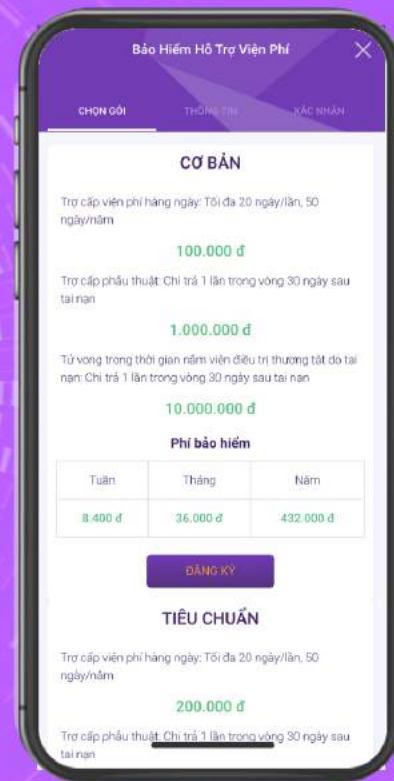 Bảo Hiểm Hỗ Trợ Viện Phí
CHỌN GÓI THÔNG TIN XÁC NHẬN
CƠ BẢN
Trợ cấp viện phí hàng ngày: Tối đa 20 ngày/lần, 50
ngày/năm
100.000 đ
Trợ cấp phẫu thuật: Chi trả 1 lần trong vòng 30 ngày sau
tai nạn
1.000.000 đ
Tử vong trong thời gian nằm viện điều trị thương tật do tai
nạn: Chi trả 1 lần trong vòng 30 ngày sau tai nạn
10.000.000 đ
Phí bảo hiểm
Tuần Tháng Năm
8.400 đ 36.000 đ 432.000 đ
ĐĂNG KÝ
TIÊU CHUẨN
Trợ cấp viện phí hàng ngày: Tối đa 20 ngày/lần, 50
ngày/năm
200.000 đ
Trợ cấp phẫu thuật: Chi trả 1 lần trong vòng 30 ngày sau
tai nạn